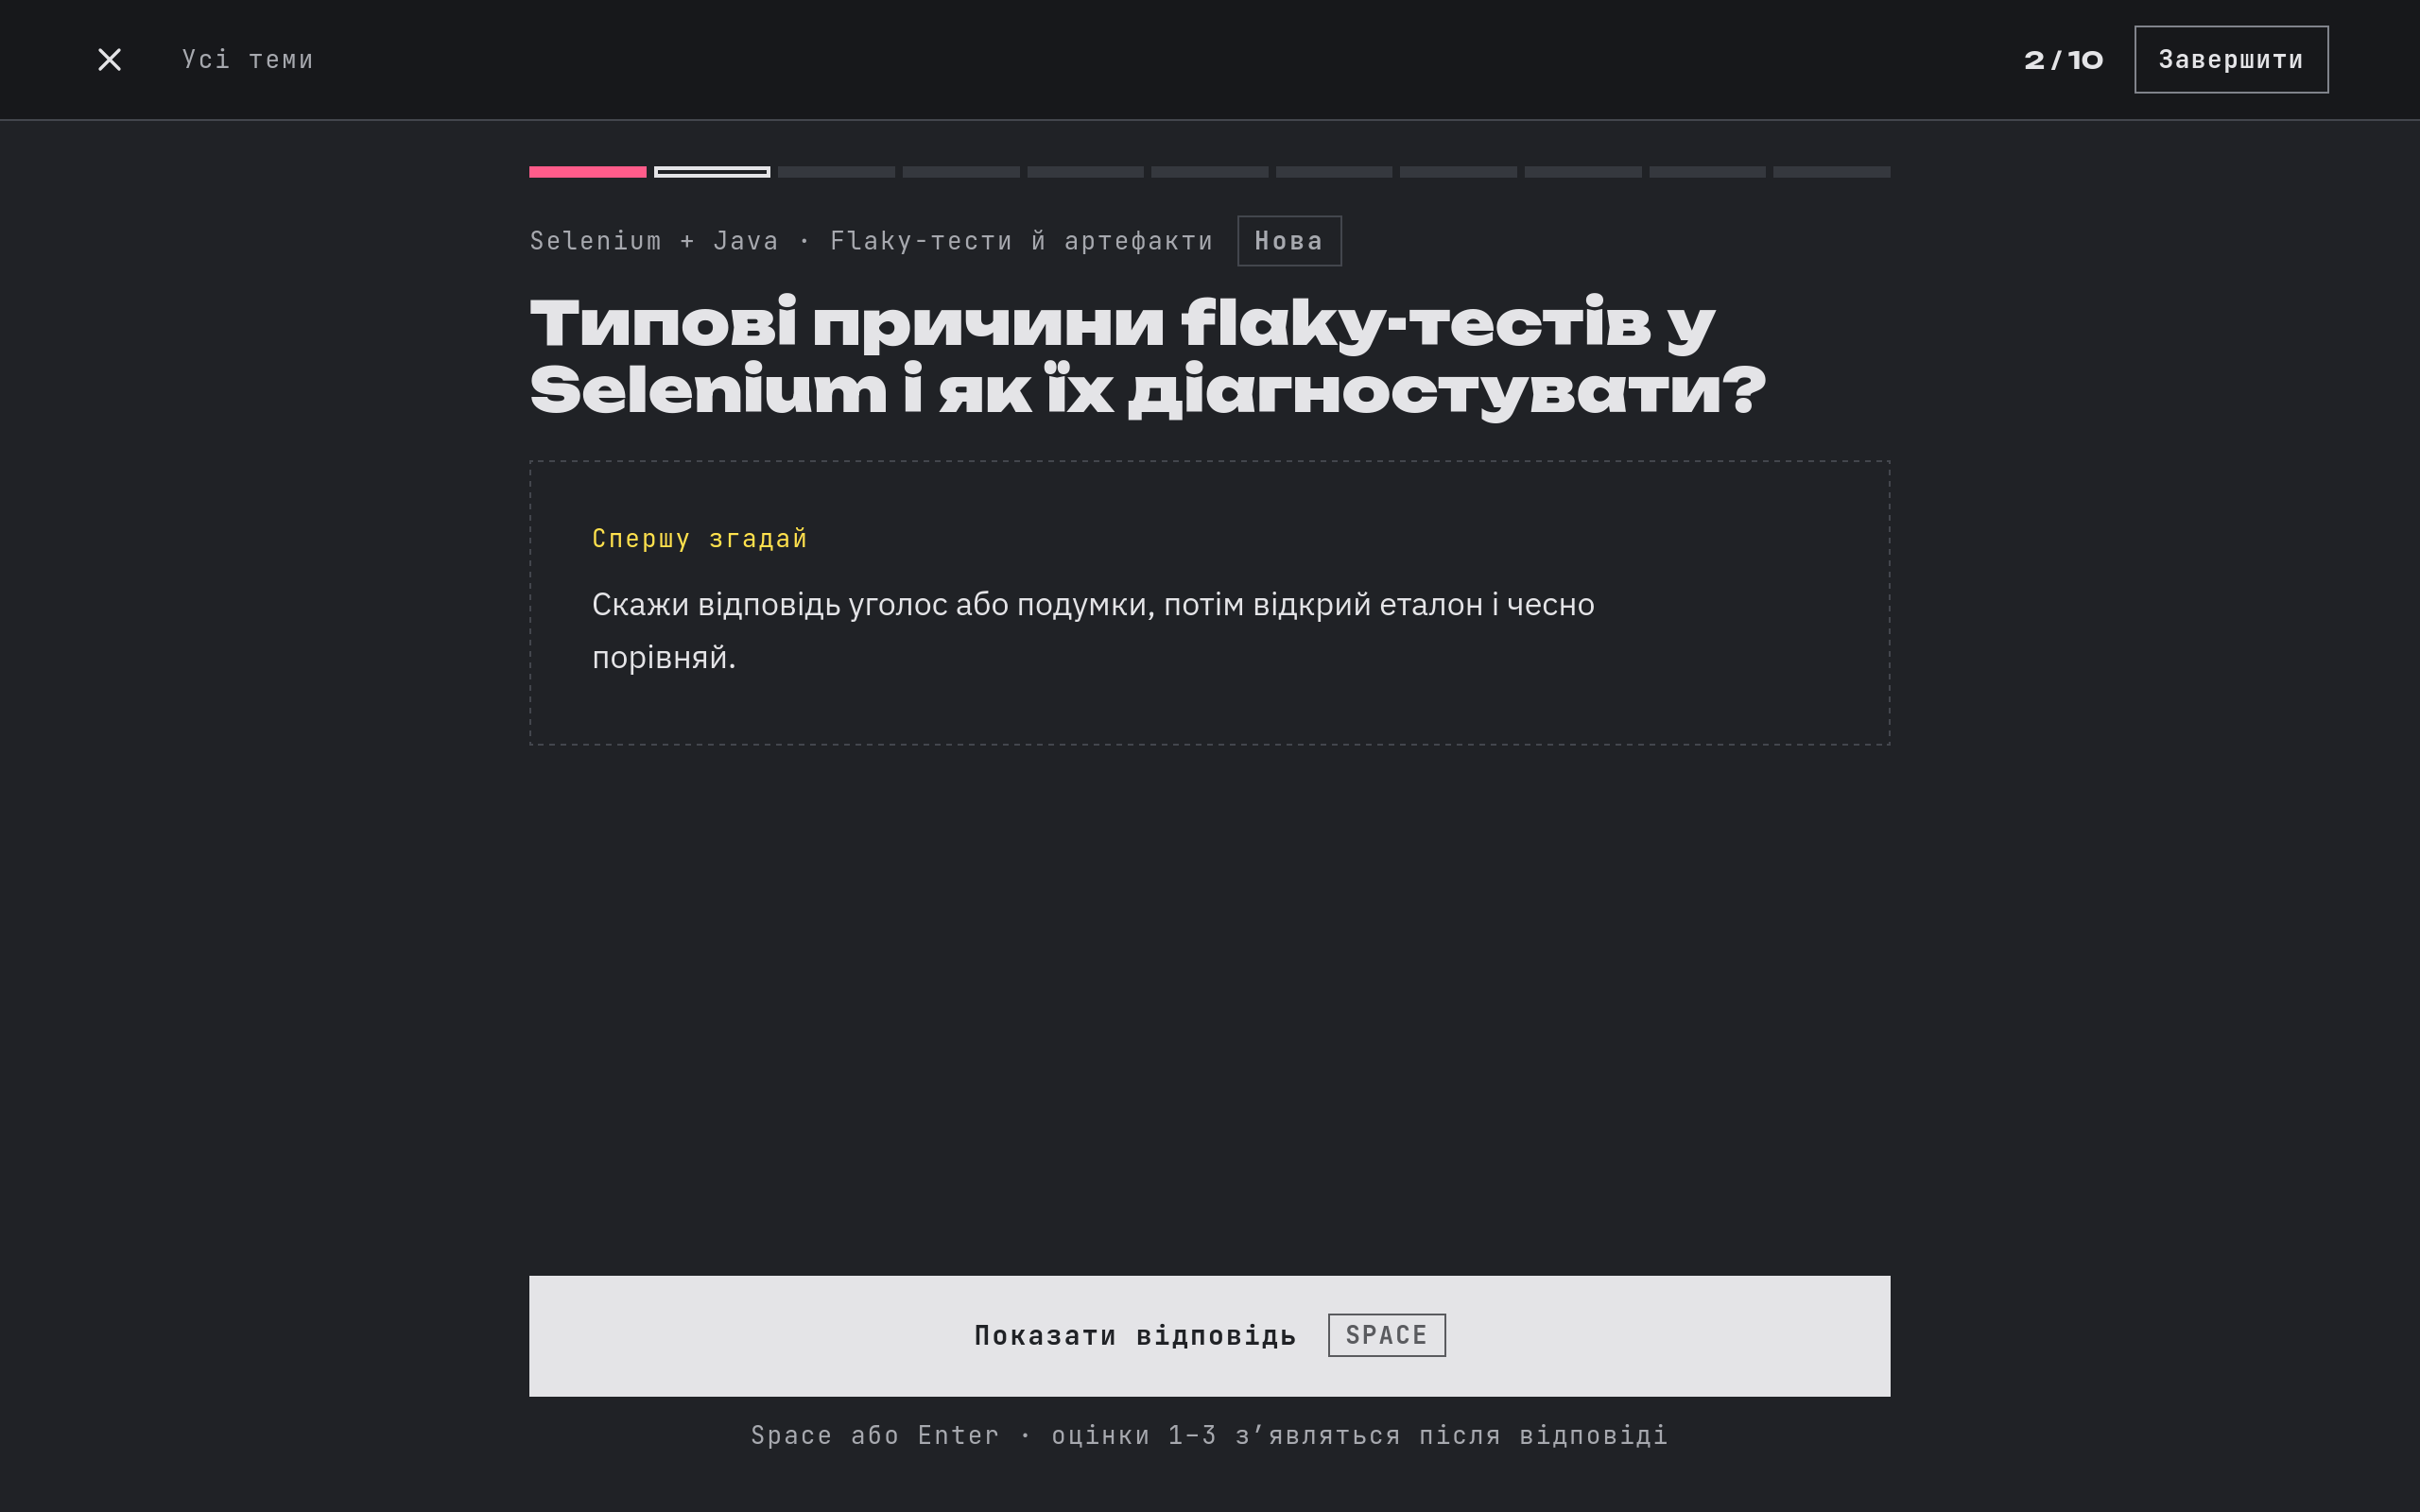 Усі теми
2 / 10
Завершити
Selenium + Java · Flaky-тести й артефакти
Нова
Типові причини flaky-тестів у
Selenium і як їх діагностувати?
Спершу згадай
Скажи відповідь уголос або подумки, потім відкрий еталон і чесно
порівняй.
Показати відповідь SPACE
Space або Enter · оцінки 1–3 з’являться після відповіді